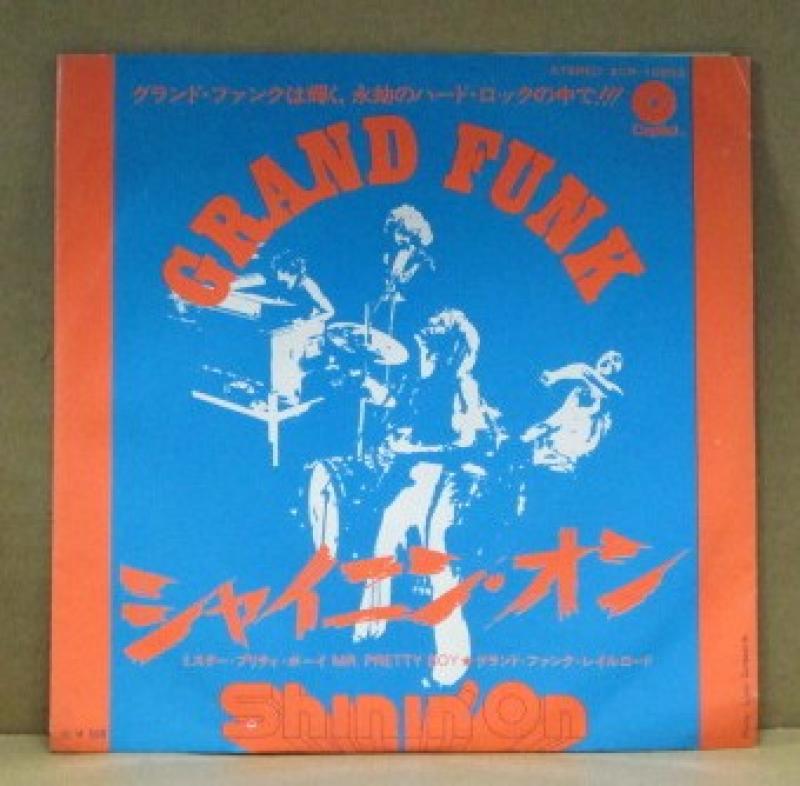 STEREO
グランド・ファンクは輝く、永劫のハード・ロックの中で!!!
Capitol
GRAND FUNK
シャイニン・オン
ミスター・プリティ・ボーイ MR. PRETTY BOY★グランド・ファンク・レイルロード
Shinin' On